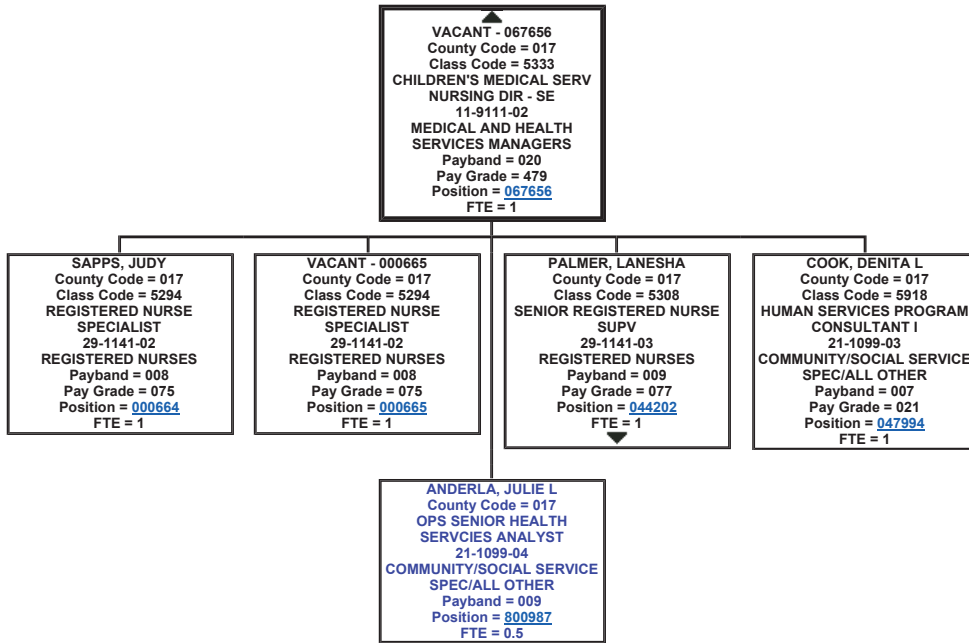 VACANT - 067656
County Code = 017
Class Code = 5333
CHILDREN'S MEDICAL SERV
NURSING DIR - SE
11-9111-02
MEDICAL AND HEALTH
SERVICES MANAGERS
Payband = 020
Pay Grade = 479
Position = 067656
FTE = 1
SAPPS, JUDY
County Code = 017
Class Code = 5294
REGISTERED NURSE
SPECIALIST
29-1141-02
REGISTERED NURSES
Payband = 008
Pay Grade = 075
Position = 000664
FTE = 1
VACANT - 000665
County Code = 017
Class Code = 5294
REGISTERED NURSE
SPECIALIST
29-1141-02
REGISTERED NURSES
Payband = 008
Pay Grade = 075
Position = 000665
FTE = 1
PALMER, LANESHA
County Code = 017
Class Code = 5308
SENIOR REGISTERED NURSE
SUPV
29-1141-03
REGISTERED NURSES
Payband = 009
Pay Grade = 077
Position = 044202
FTE = 1
COOK, DENITA L
County Code = 017
Class Code = 5918
HUMAN SERVICES PROGRAM
CONSULTANT I
21-1099-03
COMMUNITY/SOCIAL SERVICE
SPEC/ALL OTHER
Payband = 007
Pay Grade = 021
Position = 047994
FTE = 1
ANDERLA, JULIE L
County Code = 017
OPS SENIOR HEALTH
SERVCIES ANALYST
21-1099-04
COMMUNITY/SOCIAL SERVICE
SPEC/ALL OTHER
Payband = 009
Position = 800987
FTE = 0.5